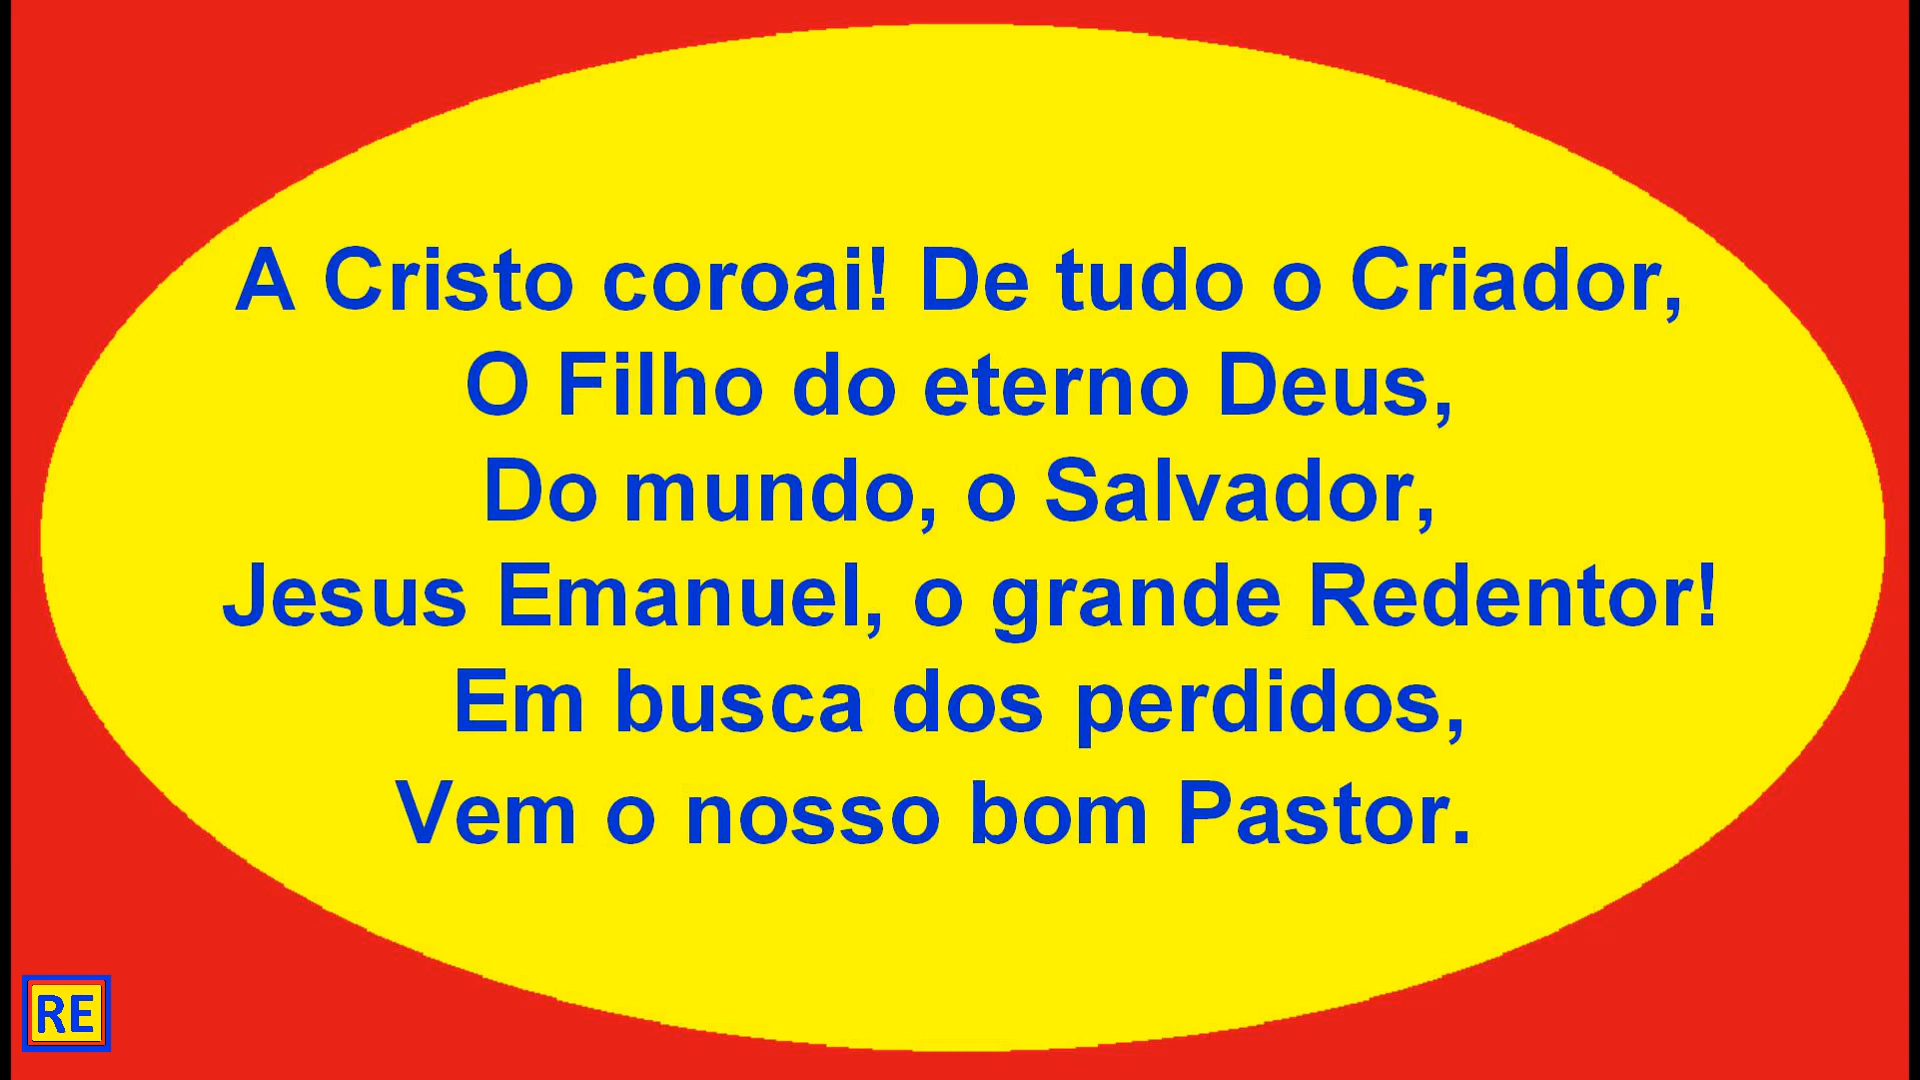 A Cristo coroai! De tudo o Criador,
O Filho do eterno Deus,
Do mundo, o Salvador,
Jesus Emanuel, o grande Redentor!
Em busca dos perdidos,
Vem o nosso bom Pastor.
RE